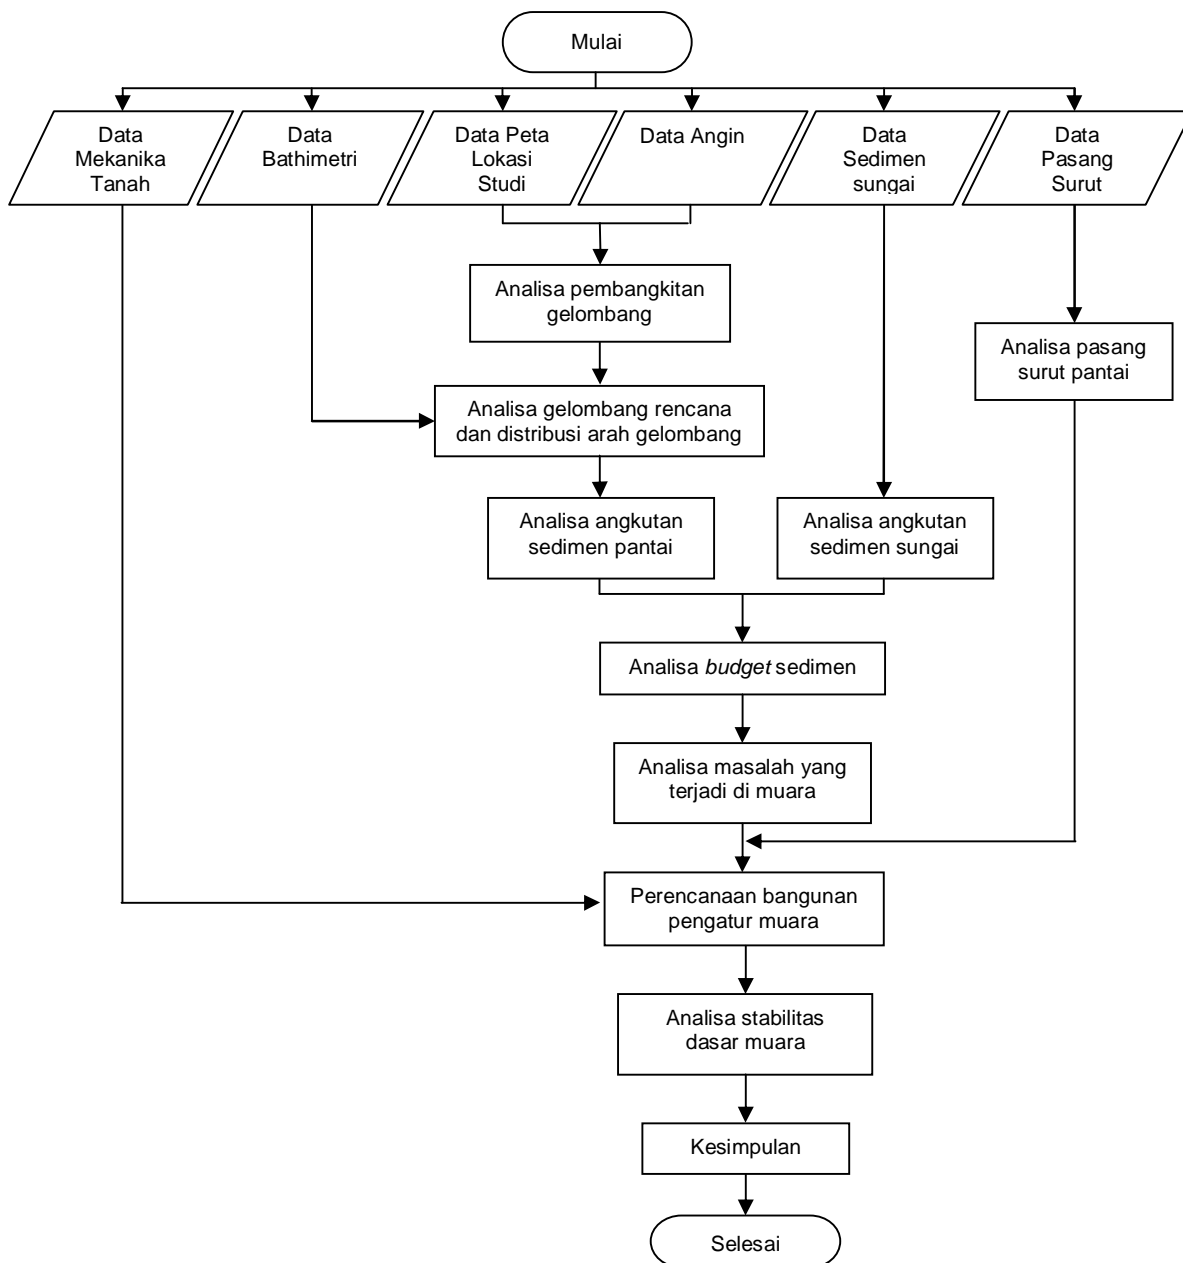 Mulai
Data
Mekanika
Tanah
Data
Bathimetri
Data Peta
Lokasi
Studi
Data Angin
Data
Sedimen
sungai
Data
Pasang
Surut
Analisa pembangkitan
gelombang
Analisa pasang
surut pantai
Analisa gelombang rencana
dan distribusi arah gelombang
Analisa angkutan
sedimen pantai
Analisa angkutan
sedimen sungai
Analisa budget sedimen
Analisa masalah yang
terjadi di muara
Perencanaan bangunan
pengatur muara
Analisa stabilitas
dasar muara
Kesimpulan
Selesai